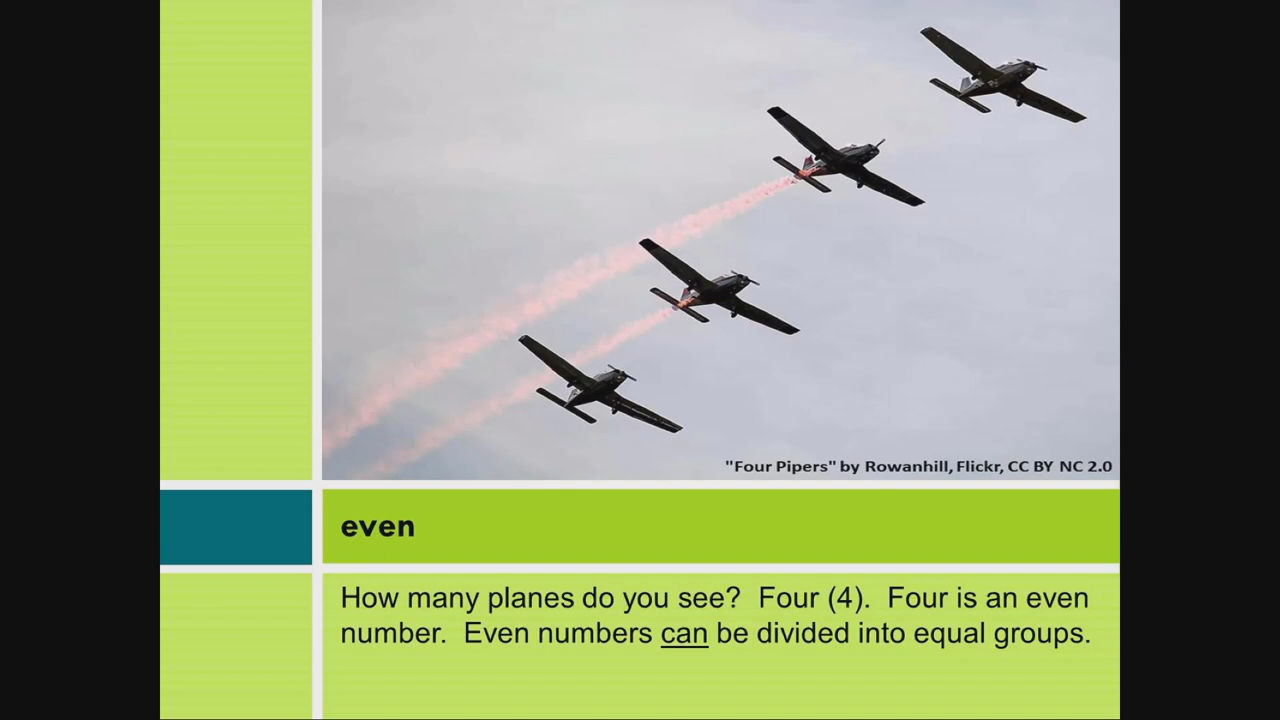 "Four Pipers" by Rowanhill, Flickr, CC BY NC 2.0
even
How many planes do you see?  Four (4).  Four is an even
number.  Even numbers can be divided into equal groups.